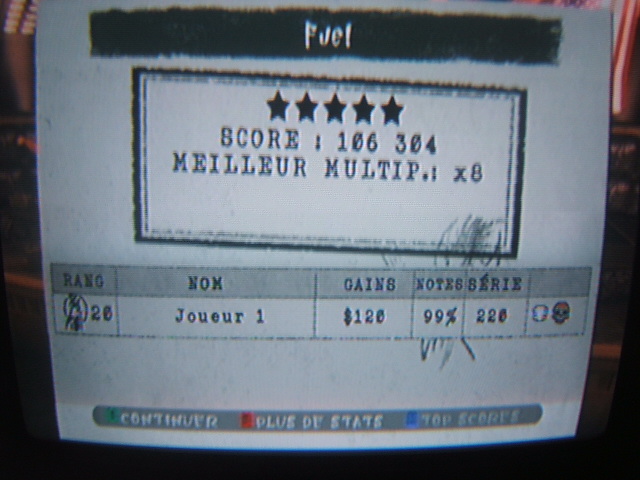 Fuel
SCORE : 106 304
MEILLEUR MULTIP.: x8
RANG NOM GAINS NOTES SÉRIE
20 Joueur 1 $120 99% 220
CONTINUER PLUS DE STATS TOP SCORES